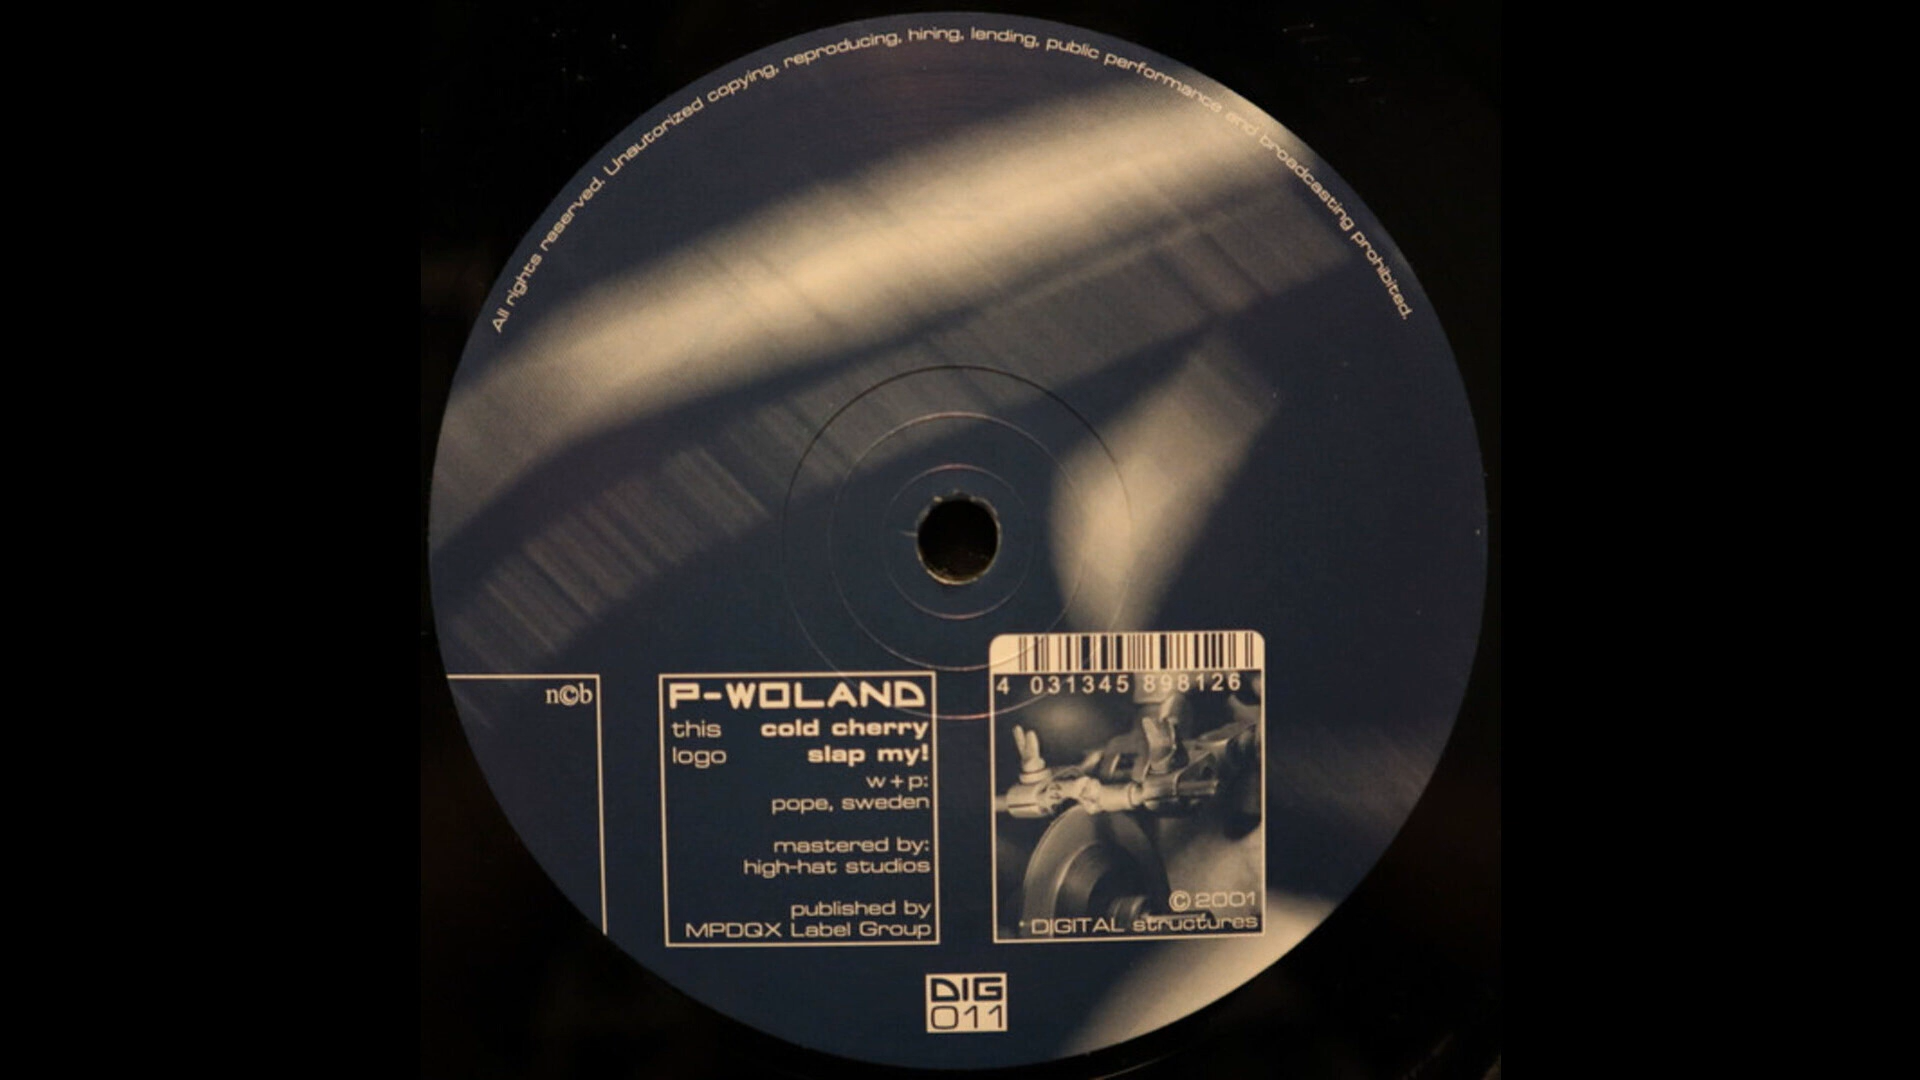 All rights reserved. Unautorized copying, reproducing, hiring, lending, public performance and broadcasting prohibited.
n©b
P-WOLAND
this cold cherry
logo slap my!
w+p:
pope, sweden
mastered by:
high-hat studios
published by
MPDQX Label Group
4 031345 898126
©2001
DIGITAL structures
DIG
011